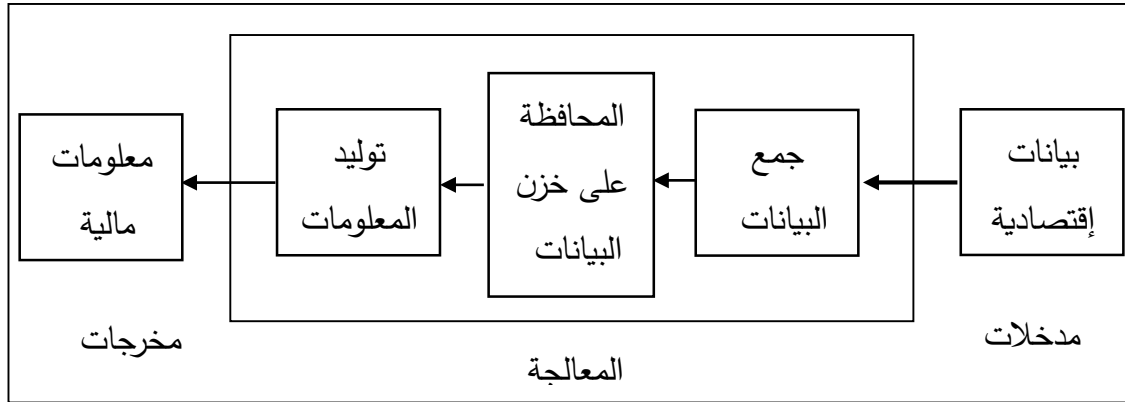 بيانات
إقتصادية
جمع
البيانات
المحافظة
على خزن
البيانات
توليد
المعلومات
معلومات
مالية
مدخلات
المعالجة
مخرجات